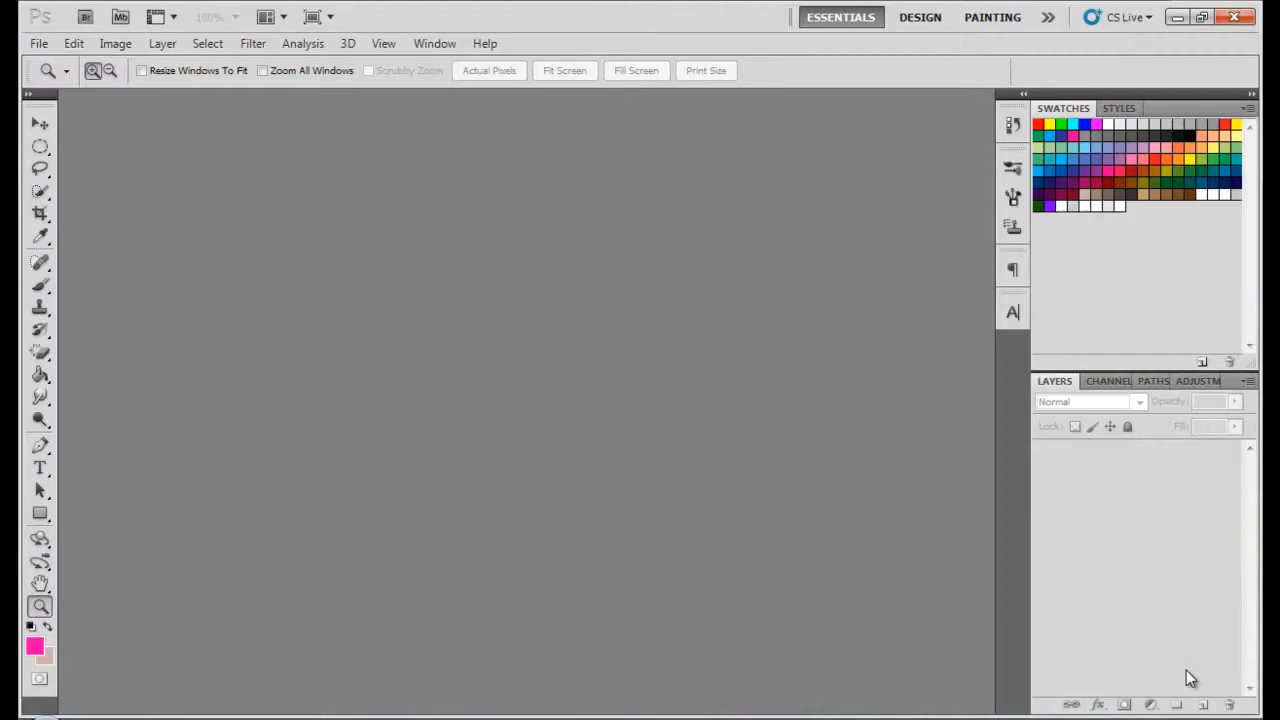 Ps Br Mb 100% ESSENTIALS DESIGN PAINTING CS Live
File Edit Image Layer Select Filter Analysis 3D View Window Help
Resize Windows To Fit Zoom All Windows Scrubby Zoom Actual Pixels Fit Screen Fill Screen Print Size
SWATCHES STYLES
LAYERS CHANNEL PATHS ADJUSTM
Normal Opacity:
Lock: Fill: